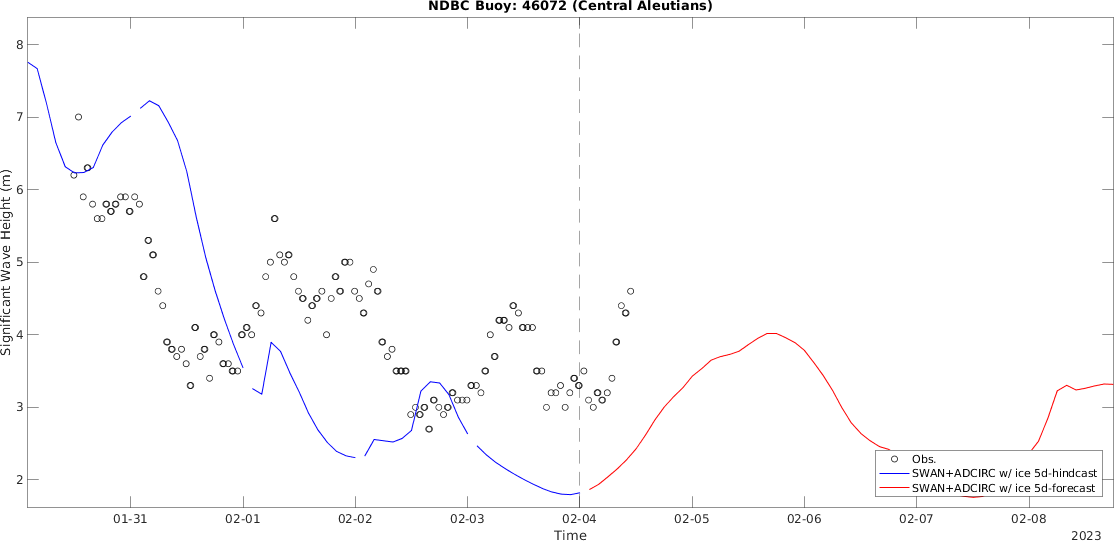 NDBC Buoy: 46072 (Central Aleutians)
Significant Wave Height (m)
8
7
6
5
4
3
2
01-31
02-01
02-02
02-03
02-04
02-05
02-06
02-07
02-08
Time
2023
Obs.
SWAN+ADCIRC w/ ice 5d-hindcast
SWAN+ADCIRC w/ ice 5d-forecast